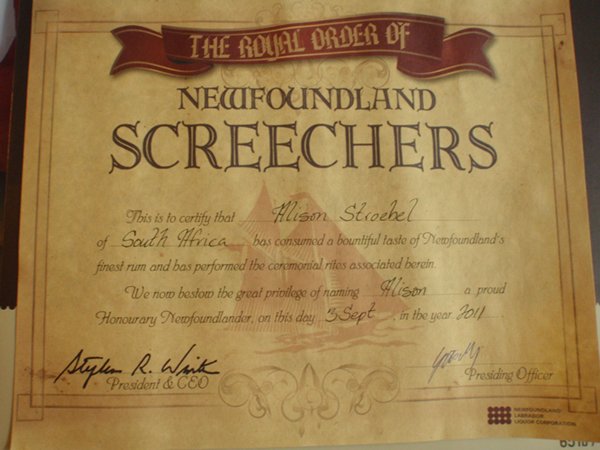 THE ROYAL ORDER OF
NEWFOUNDLAND
SCREECHERS
This is to certify that Alison Stroebel
of South Africa has consumed a bountiful taste of Newfoundland's
finest rum and has performed the ceremonial rites associated herein.
We now bestow the great privilege of naming Alison a proud
Honourary Newfoundlander, on this day 3 Sept, in the year 2011
Stephen R. Winter
President & CEO
Presiding Officer
NEWFOUNDLAND
LABRADOR
LIQUOR CORPORATION